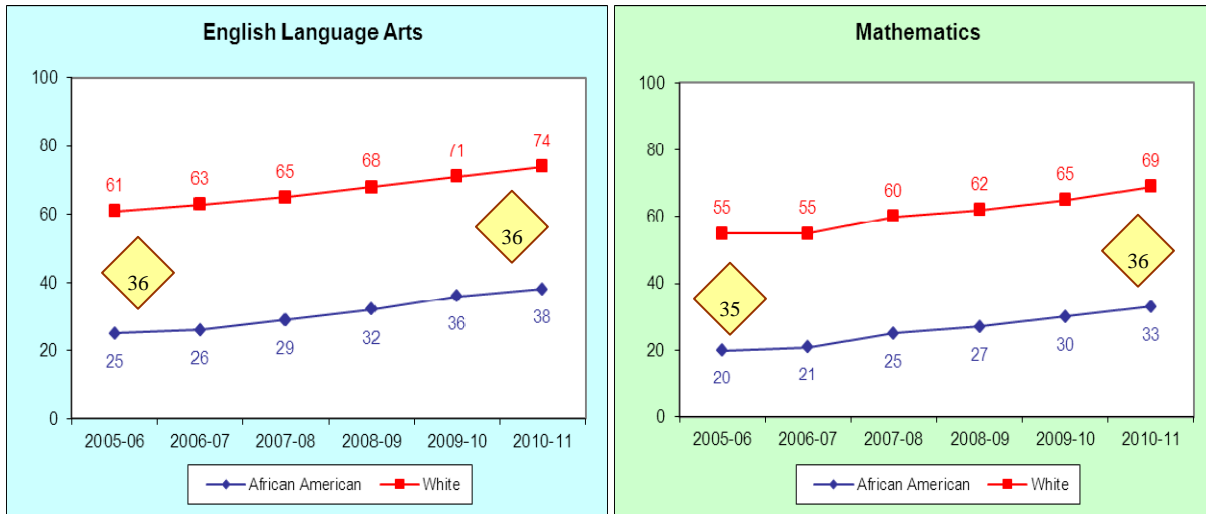 English Language Arts
100
80
60
40
20
0
61 63 65 68 71 74
36 36
25 26 29 32 36 38
2005-06 2006-07 2007-08 2008-09 2009-10 2010-11
African American White
Mathematics
100
80
60
40
20
0
55 55 60 62 65 69
35 36
20 21 25 27 30 33
2005-06 2006-07 2007-08 2008-09 2009-10 2010-11
African American White